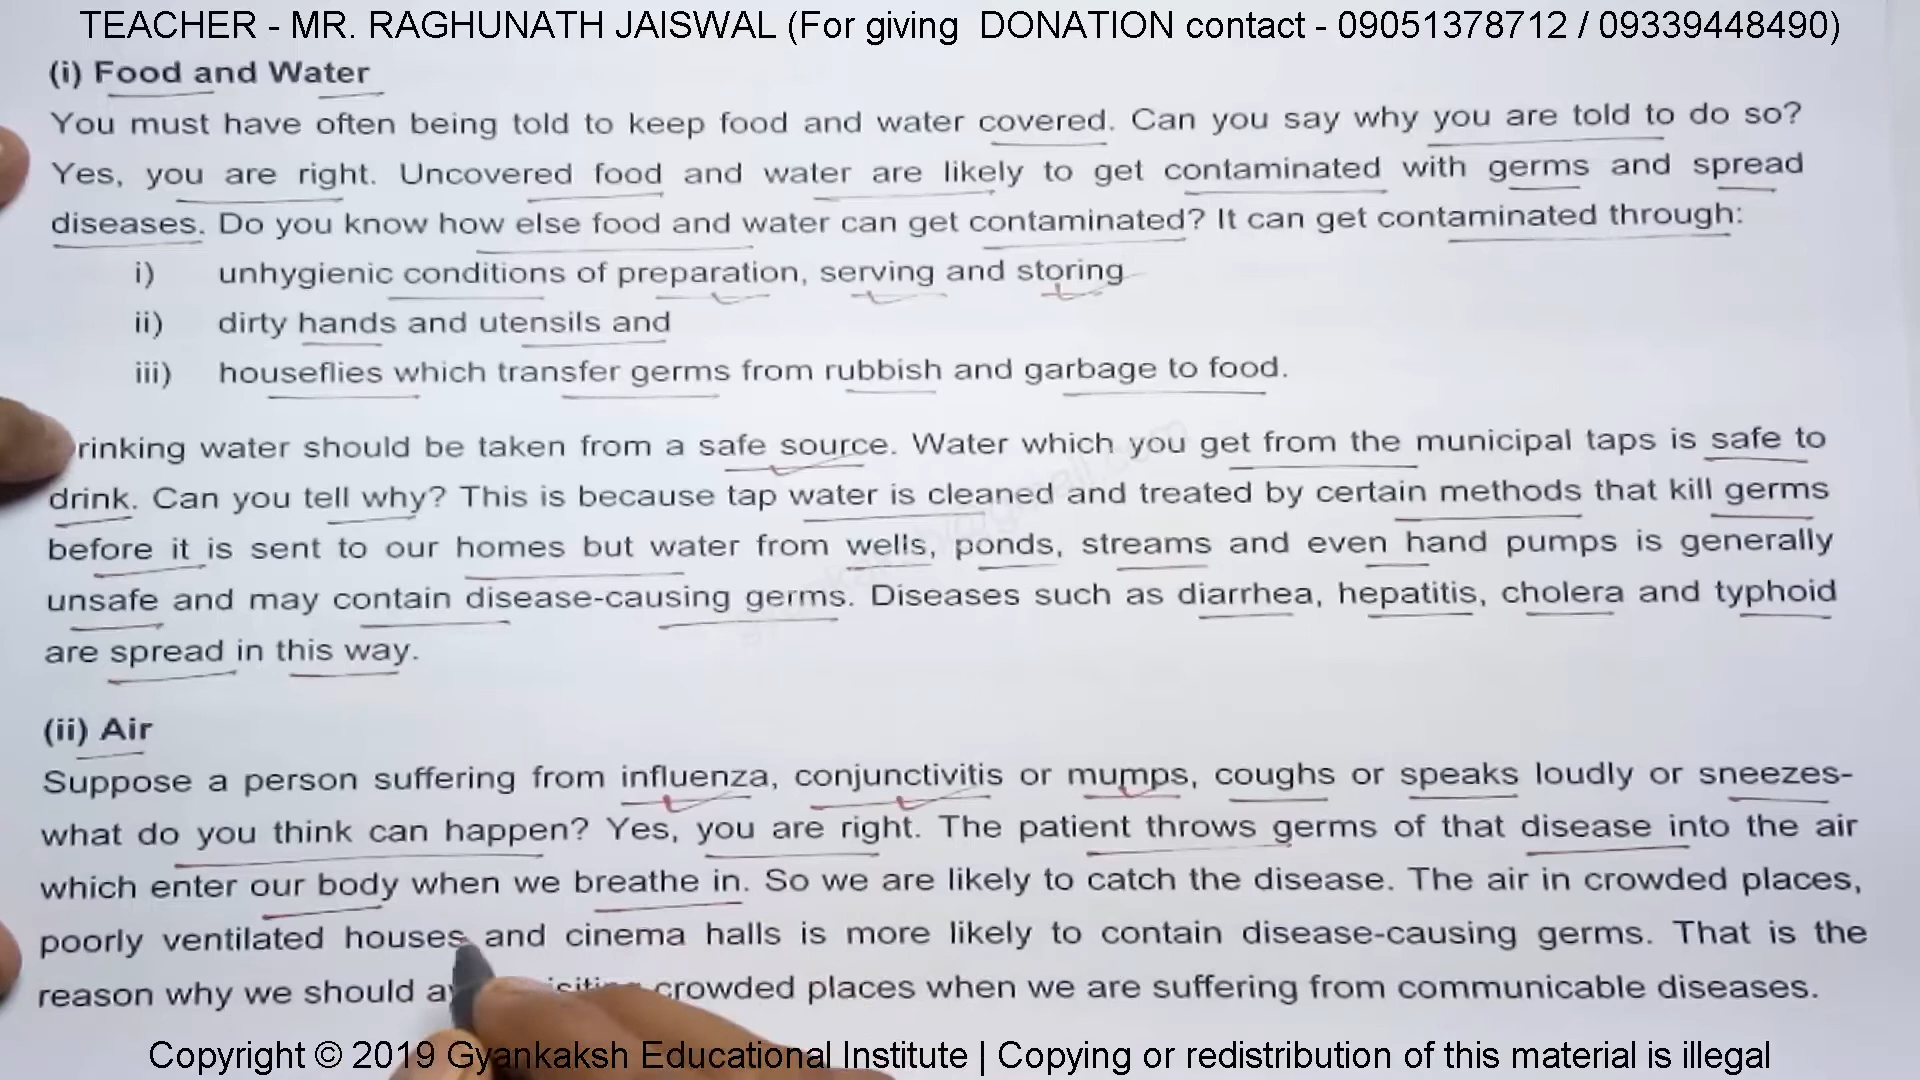 TEACHER - MR. RAGHUNATH JAISWAL (For giving  DONATION contact - 09051378712 / 09339448490)
(i) Food and Water
You must have often being told to keep food and water covered. Can you say why you are told to do so?
Yes, you are right. Uncovered food and water are likely to get contaminated with germs and spread
diseases. Do you know how else food and water can get contaminated? It can get contaminated through:
i) unhygienic conditions of preparation, serving and storing
ii) dirty hands and utensils and
iii) houseflies which transfer germs from rubbish and garbage to food.
rinking water should be taken from a safe source. Water which you get from the municipal taps is safe to
drink. Can you tell why? This is because tap water is cleaned and treated by certain methods that kill germs
before it is sent to our homes but water from wells, ponds, streams and even hand pumps is generally
unsafe and may contain disease-causing germs. Diseases such as diarrhea, hepatitis, cholera and typhoid
are spread in this way.
(ii) Air
Suppose a person suffering from influenza, conjunctivitis or mumps, coughs or speaks loudly or sneezes-
what do you think can happen? Yes, you are right. The patient throws germs of that disease into the air
which enter our body when we breathe in. So we are likely to catch the disease. The air in crowded places,
poorly ventilated houses and cinema halls is more likely to contain disease-causing germs. That is the
reason why we should crowded places when we are suffering from communicable diseases.
Copyright © 2019 Gyankaksh Educational Institute | Copying or redistribution of this material is illegal